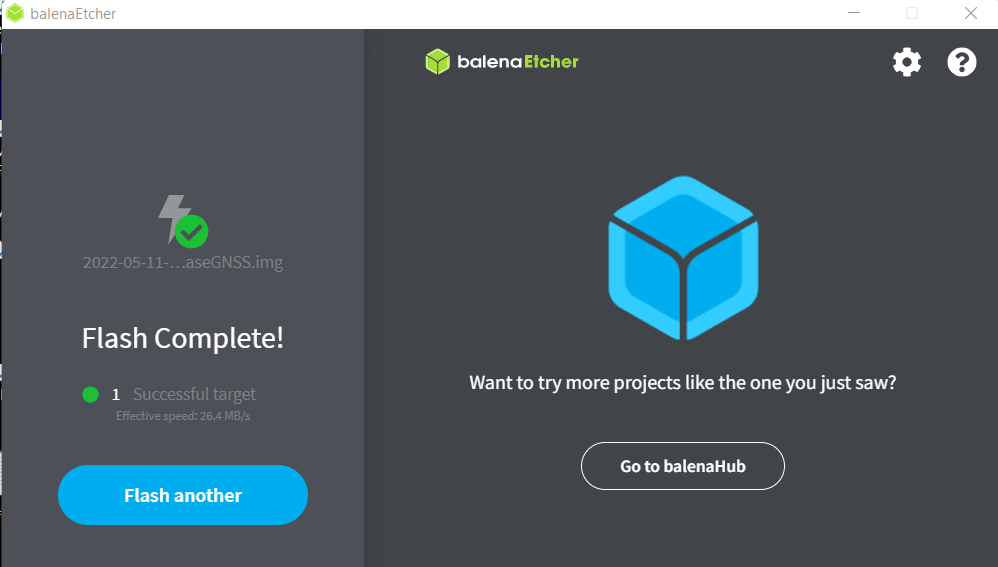 balenaEtcher
balenaEtcher
2022-05-11-...aseGNSS.img
Flash Complete!
1 Successful target
Effective speed: 26.4 MB/s
Flash another
Want to try more projects like the one you just saw?
Go to balenaHub